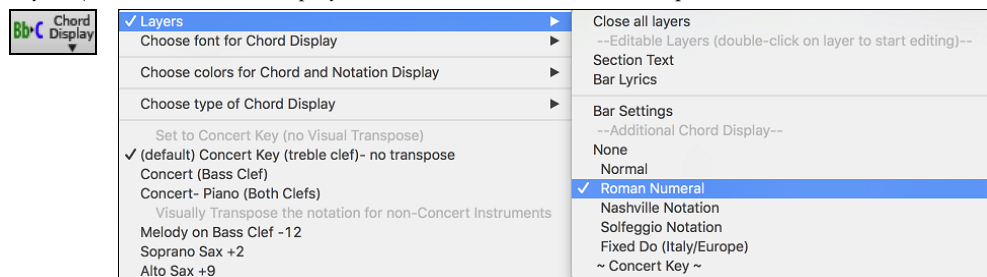 Bb›C Chord Display
✓ Layers
Choose font for Chord Display
Choose colors for Chord and Notation Display
Choose type of Chord Display
Set to Concert Key (no Visual Transpose)
✓ (default) Concert Key (treble clef)- no transpose
Concert (Bass Clef)
Concert- Piano (Both Clefs)
Visually Transpose the notation for non-Concert Instruments
Melody on Bass Clef -12
Soprano Sax +2
Alto Sax +9
Close all layers
--Editable Layers (double-click on layer to start editing)--
Section Text
Bar Lyrics
Bar Settings
--Additional Chord Display--
None
Normal
✓ Roman Numeral
Nashville Notation
Solfeggio Notation
Fixed Do (Italy/Europe)
~ Concert Key ~